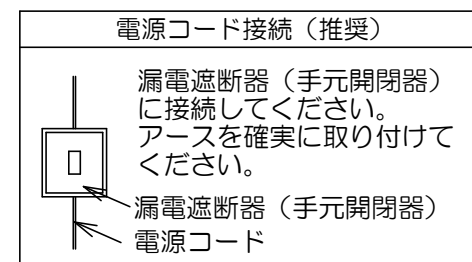 電源コード接続（推奨）
漏電遮断器（手元開閉器）
に接続してください。
アースを確実に取り付けて
ください。
漏電遮断器（手元開閉器）
電源コード